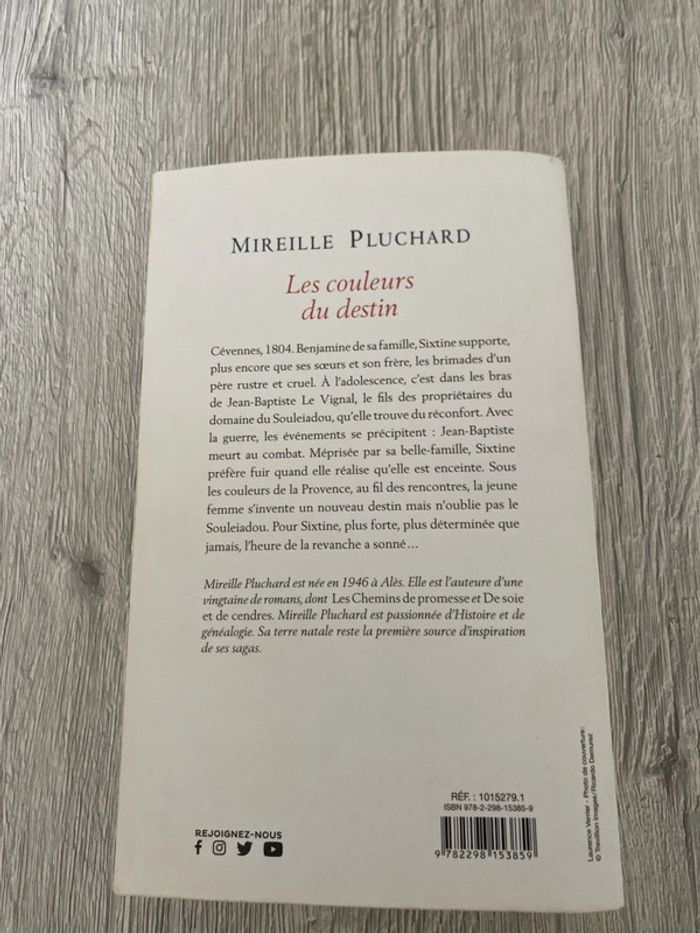 MIREILLE PLUCHARD
Les couleurs
du destin
Cévennes, 1804. Benjamine de sa famille, Sixtine supporte,
plus encore que ses sœurs et son frère, les brimades d'un
père rustre et cruel. À l'adolescence, c'est dans les bras
de Jean-Baptiste Le Vignal, le fils des propriétaires du
domaine du Souleiadou, qu'elle trouve du réconfort. Avec
la guerre, les événements se précipitent : Jean-Baptiste
meurt au combat. Méprisée par sa belle-famille, Sixtine
préfère fuir quand elle réalise qu'elle est enceinte. Sous
les couleurs de la Provence, au fil des rencontres, la jeune
femme s'invente un nouveau destin mais n'oublie pas le
Souleiadou. Pour Sixtine, plus forte, plus déterminée que
jamais, l'heure de la revanche a sonné...
Mireille Pluchard est née en 1946 à Alès. Elle est l'auteure d'une
vingtaine de romans, dont Les Chemins de promesse et De soie
et de cendres. Mireille Pluchard est passionnée d'Histoire et de
généalogie. Sa terre natale reste la première source d'inspiration
de ses sagas.
RÉF. : 1015279.1
ISBN 978-2-298-15385-9
9 782298 153859
REJOIGNEZ-NOUS
Laurence Verrier - Photo de couverture :
© Trevillion Images/Ricardo Demurez